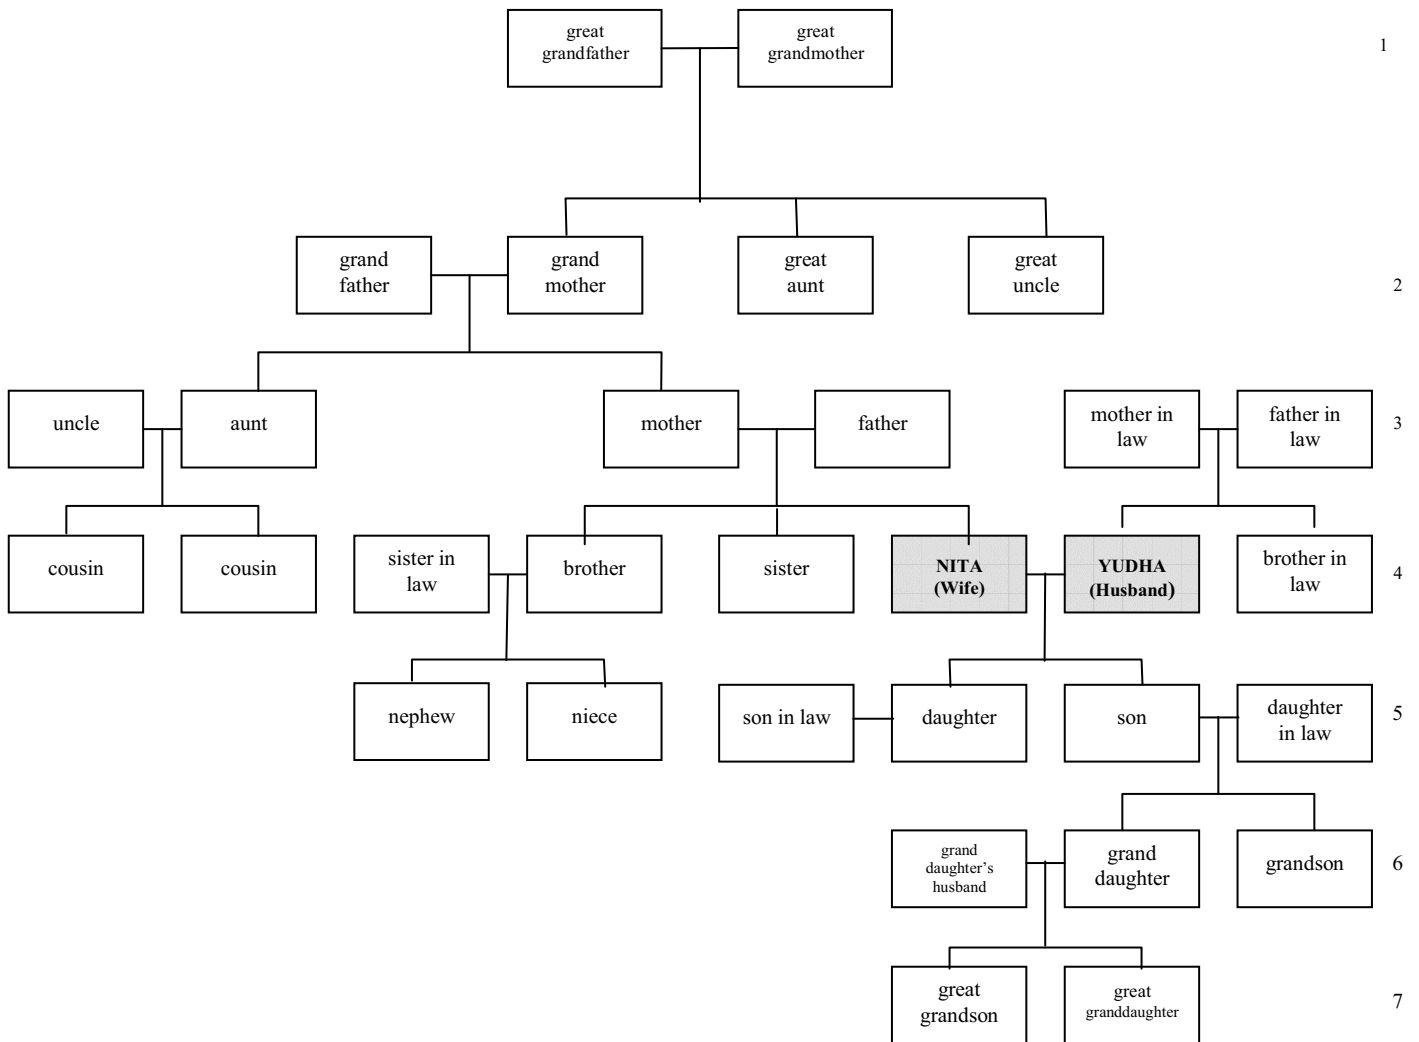 great
grandfather
great
grandmother
1
grand
father
grand
mother
great
aunt
great
uncle
2
uncle
aunt
mother
father
mother in
law
father in
law
3
cousin
cousin
sister in
law
brother
sister
NITA
(Wife)
YUDHA
(Husband)
brother in
law
4
nephew
niece
son in law
daughter
son
daughter
in law
5
grand
daughter's
husband
grand
daughter
grandson
6
great
grandson
great
granddaughter
7